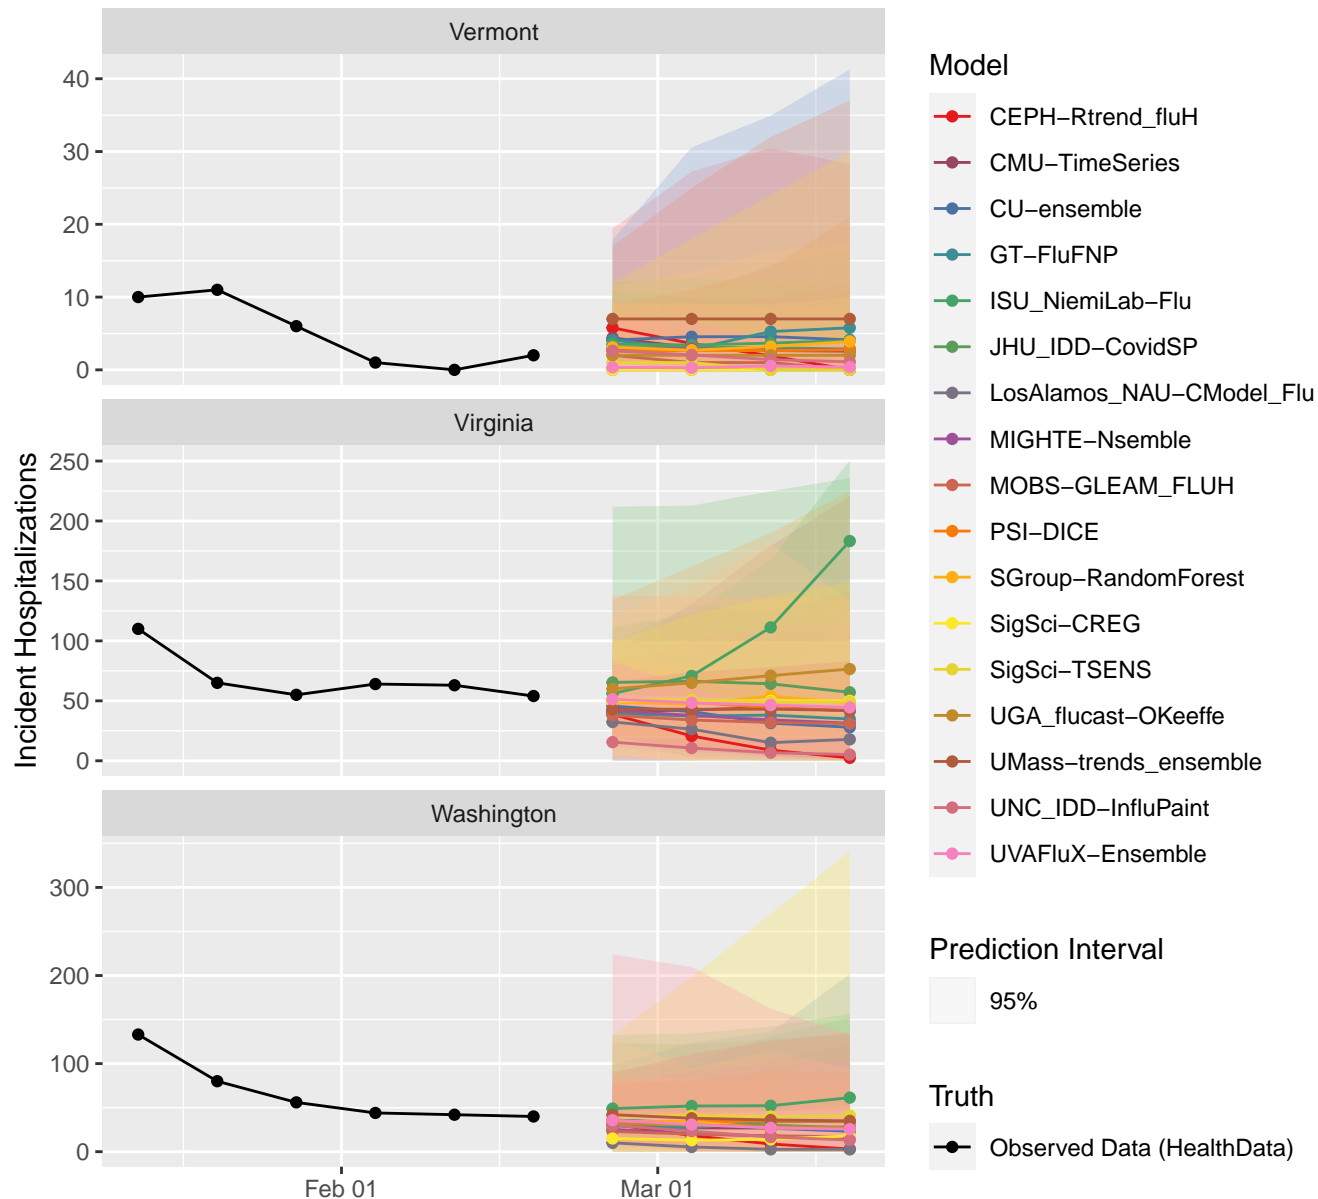 Vermont
40
30
20
10
0
Virginia
250
200
150
100
50
0
Washington
300
200
100
0
Feb 01
Mar 01
Incident Hospitalizations
Model
CEPH−Rtrend_fluH
CMU−TimeSeries
CU−ensemble
GT−FluFNP
ISU_NiemiLab−Flu
JHU_IDD−CovidSP
LosAlamos_NAU−CModel_Flu
MIGHTE−Nsemble
MOBS−GLEAM_FLUH
PSI−DICE
SGroup−RandomForest
SigSci−CREG
SigSci−TSENS
UGA_flucast−OKeeffe
UMass−trends_ensemble
UNC_IDD−InfluPaint
UVAFluX−Ensemble
Prediction Interval
95%
Truth
Observed Data (HealthData)